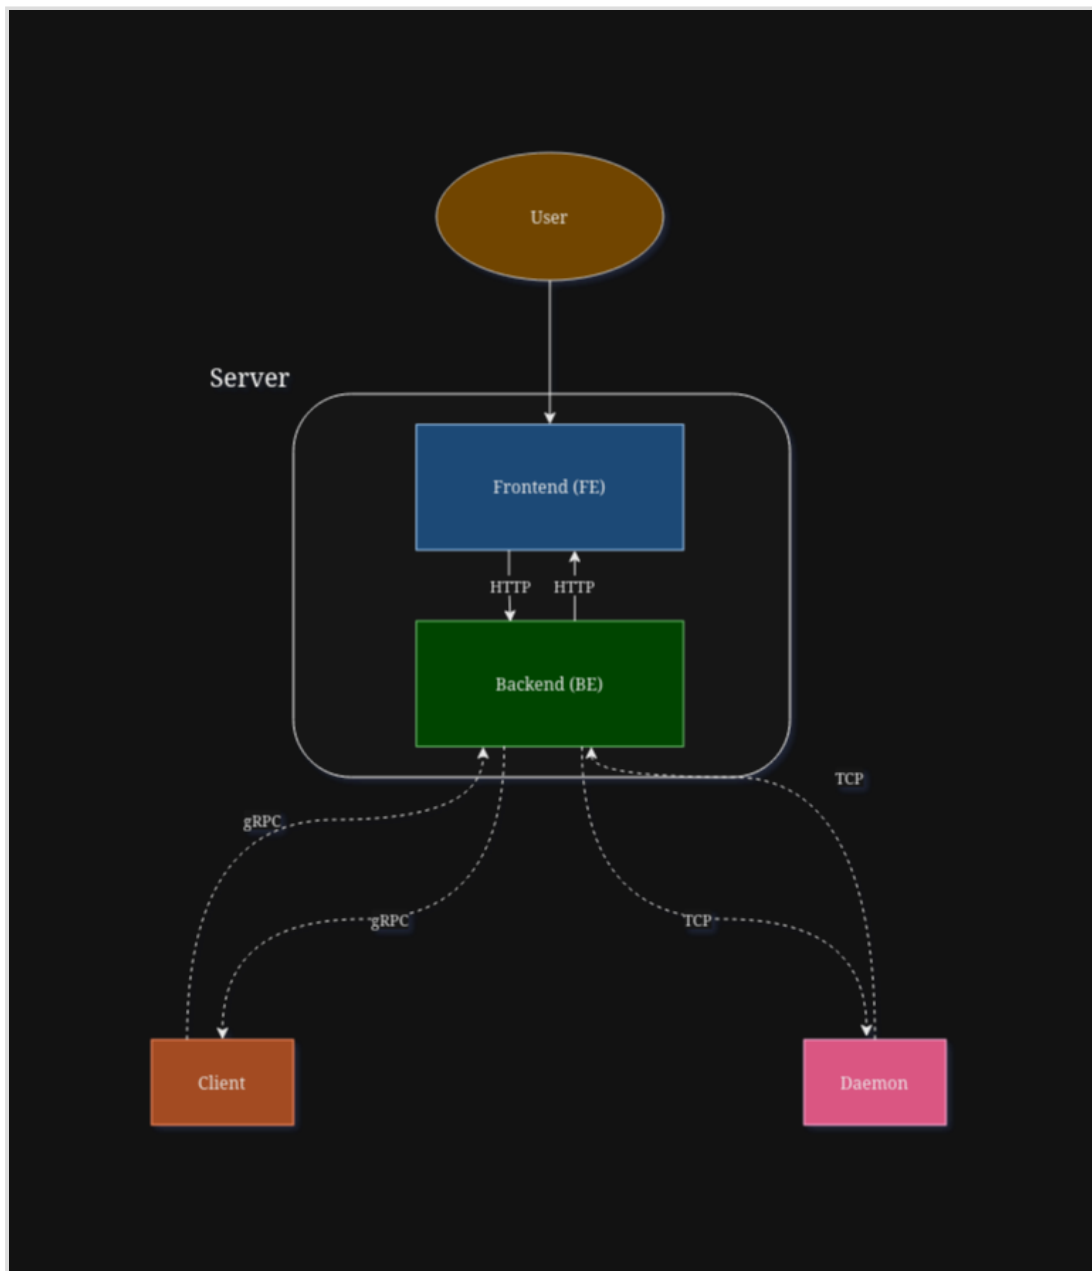 User
Server
Frontend (FE)
HTTP HTTP
Backend (BE)
TCP
gRPC
gRPC
TCP
Client
Daemon